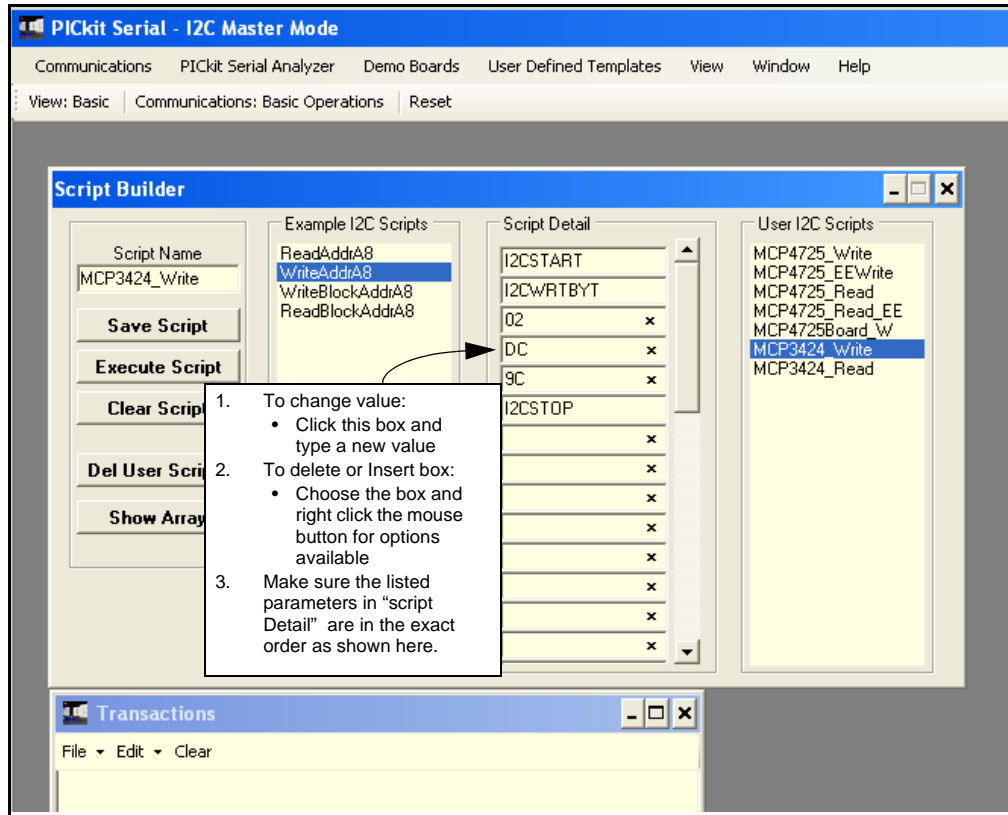 PICkit Serial - I2C Master Mode
Communications PICkit Serial Analyzer Demo Boards User Defined Templates View Window Help
View: Basic Communications: Basic Operations Reset
Script Builder
Script Name
MCP3424_Write
Save Script
Execute Script
Clear Script
Del User Scrip
Show Array
Example I2C Scripts
ReadAddrA8
WriteAddrA8
WriteBlockAddrA8
ReadBlockAddrA8
Script Detail
I2CSTART
I2CWRTBYT
02 x
DC x
9C x
I2CSTOP
x
x
x
x
x
x
x
x
User I2C Scripts
MCP4725_Write
MCP4725_EEWrite
MCP4725_Read
MCP4725_Read_EE
MCP4725Board_W
MCP3424_Write
MCP3424_Read
1. To change value:
• Click this box and
type a new value
2. To delete or Insert box:
• Choose the box and
right click the mouse
button for options
available
3. Make sure the listed
parameters in “script
Detail” are in the exact
order as shown here.
Transactions
File Edit Clear